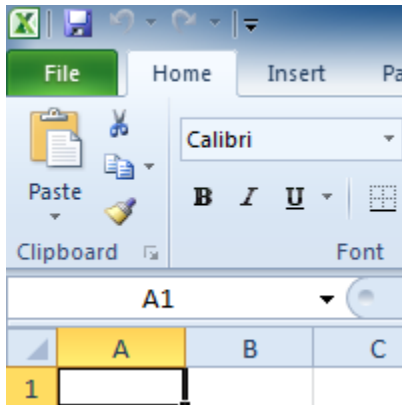 File Home Insert Pa
Calibri
Paste B I U
Clipboard Font
A1
A B C
1